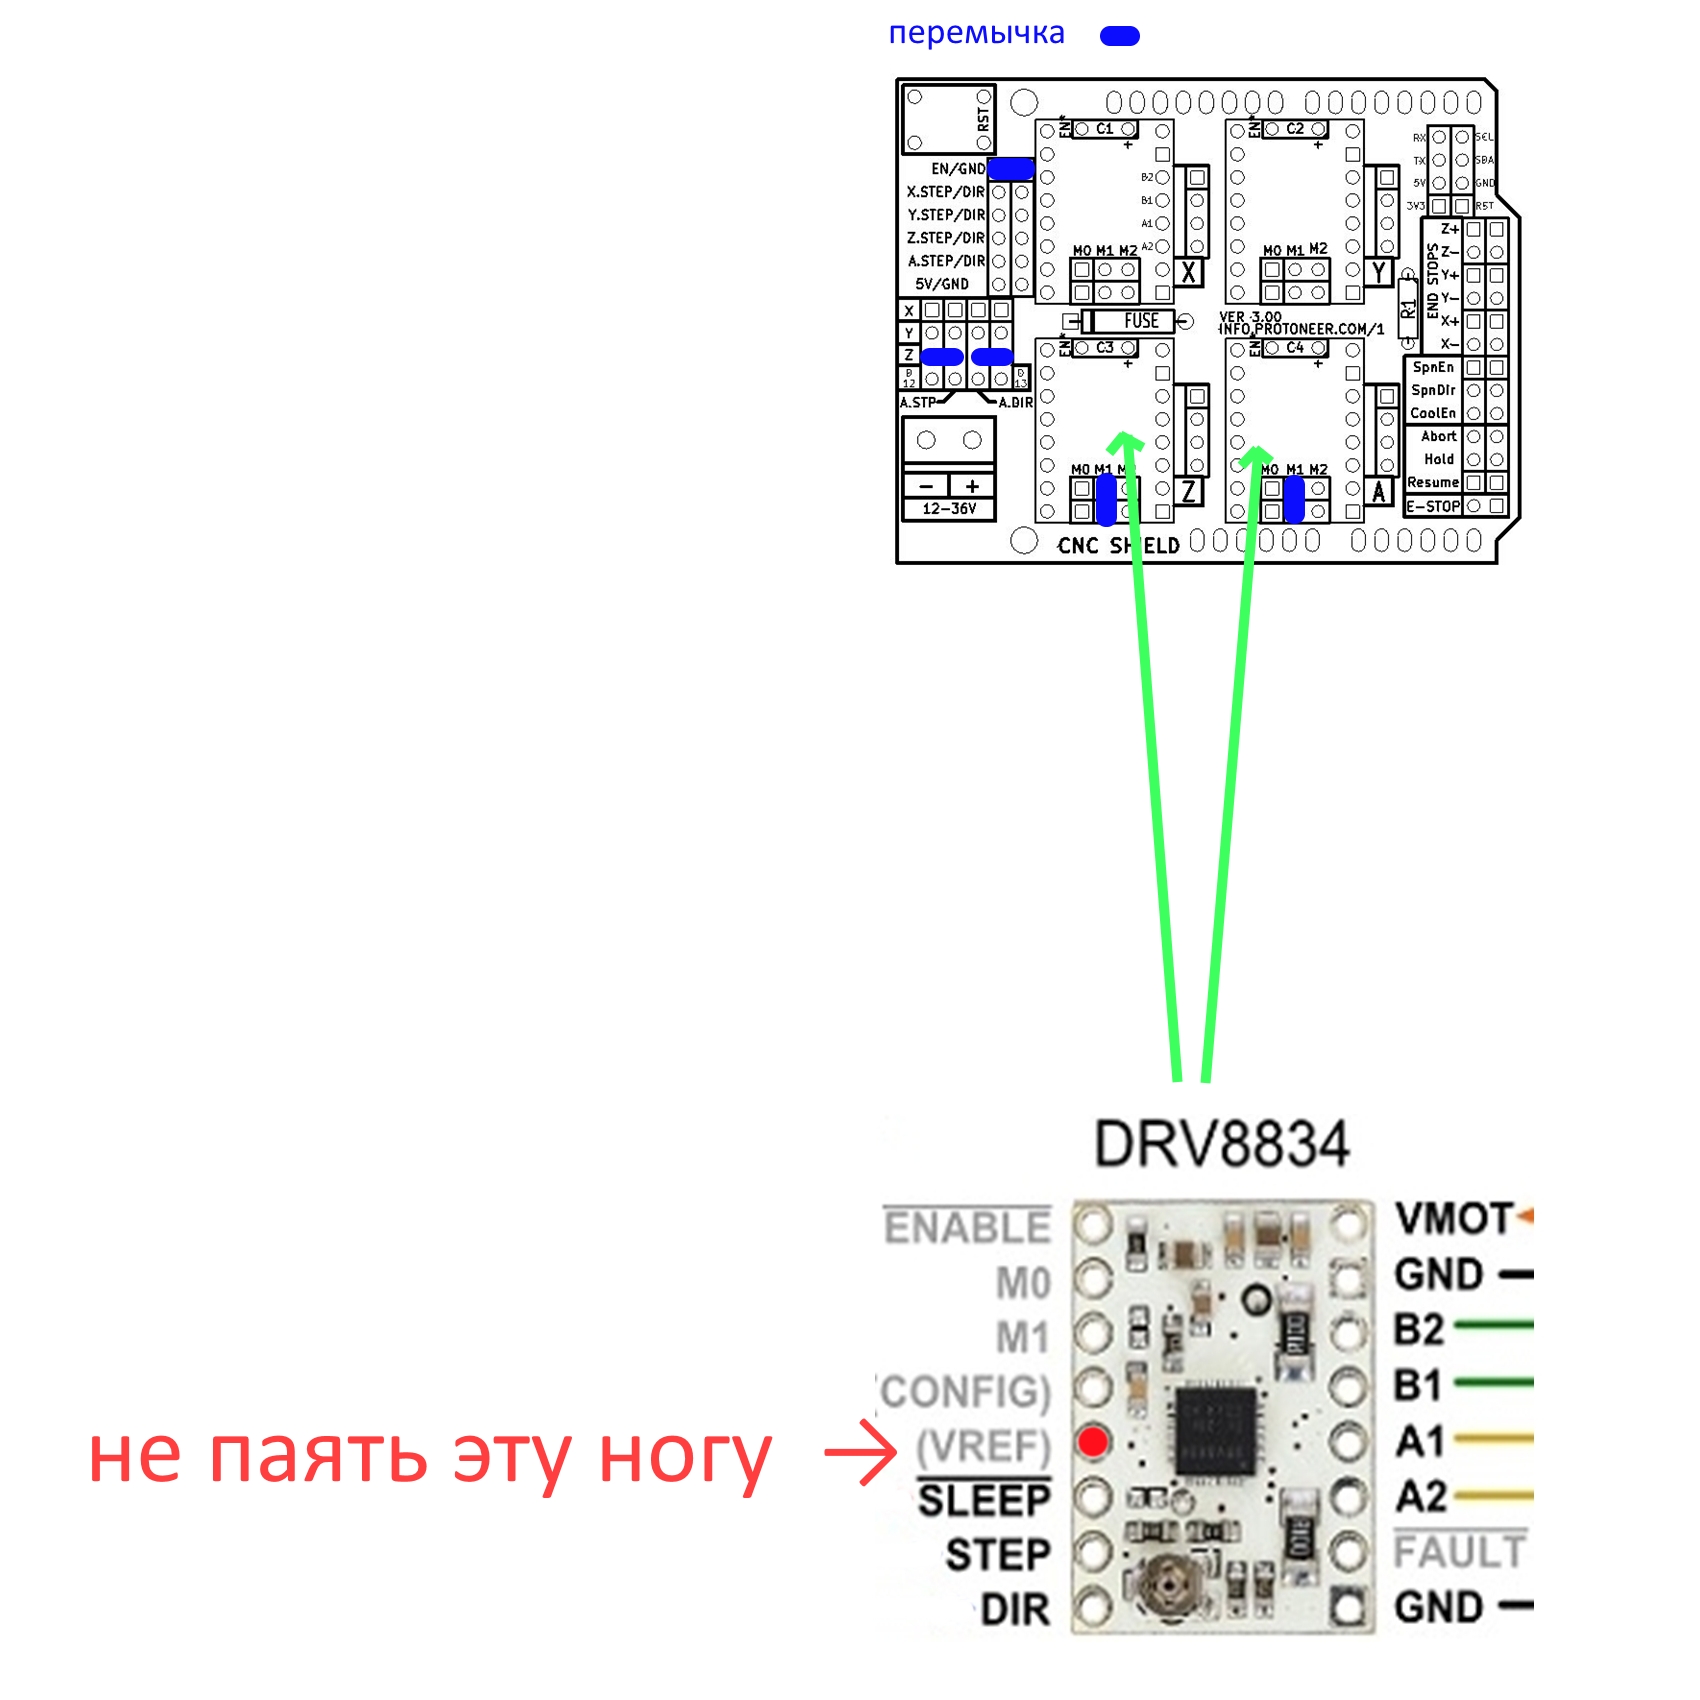 перемычка
RST
EN/GND
X.STEP/DIR
Y.STEP/DIR
Z.STEP/DIR
A.STEP/DIR
5V/GND
X
Y
Z
D
12
D
13
A.STP
A.DIR
- +
12-36V
EN*
C1
+
B2
B1
A1
A2
M0 M1 M2
X
EN*
C2
+
M0 M1 M2
Y
FUSE
VER 3.00
INFO.PROTONEER.COM/1
R1
EN*
C3
+
M0 M1
Z
EN*
C4
+
M0 M1 M2
A
CNC SHIELD
RX SCL
TX SDA
5V GND
3V3 RST
END STOPS
Z+
Z-
Y+
Y-
X+
X-
SpnEn
SpnDir
CoolEn
Abort
Hold
Resume
E-STOP
DRV8834
ENABLE VMOT
M0 GND
M1 B2
(CONFIG) B1
не паять эту ногу
(VREF) A1
SLEEP A2
STEP FAULT
DIR GND